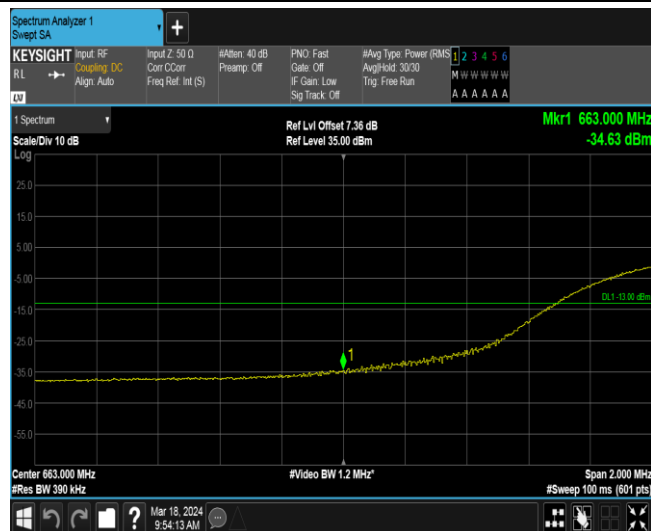 Spectrum Analyzer 1
Swept SA
+
KEYSIGHT
RL
LXI
Input: RF
Coupling: DC
Align: Auto
Input Z: 50 Ω
Corr CCorr
Freq Ref: Int (S)
#Atten: 40 dB
Preamp: Off
PNO: Fast
Gate: Off
IF Gain: Low
Sig Track: Off
#Avg Type: Power (RMS
Avg|Hold: 30/30
Trig: Free Run
1 2 3 4 5 6
M W W W W W
A A A A A A
1 Spectrum
Scale/Div 10 dB
Log
Ref Lvl Offset 7.36 dB
Ref Level 35.00 dBm
Mkr1 663.000 MHz
-34.63 dBm
25.0
15.0
5.00
-5.00
DL1 -13.00 dBm
-15.0
-25.0
1
-35.0
-45.0
-55.0
Center 663.000 MHz
#Video BW 1.2 MHz*
Span 2.000 MHz
#Res BW 390 kHz
#Sweep 100 ms (601 pts)
?
Mar 18, 2024
9:54:13 AM